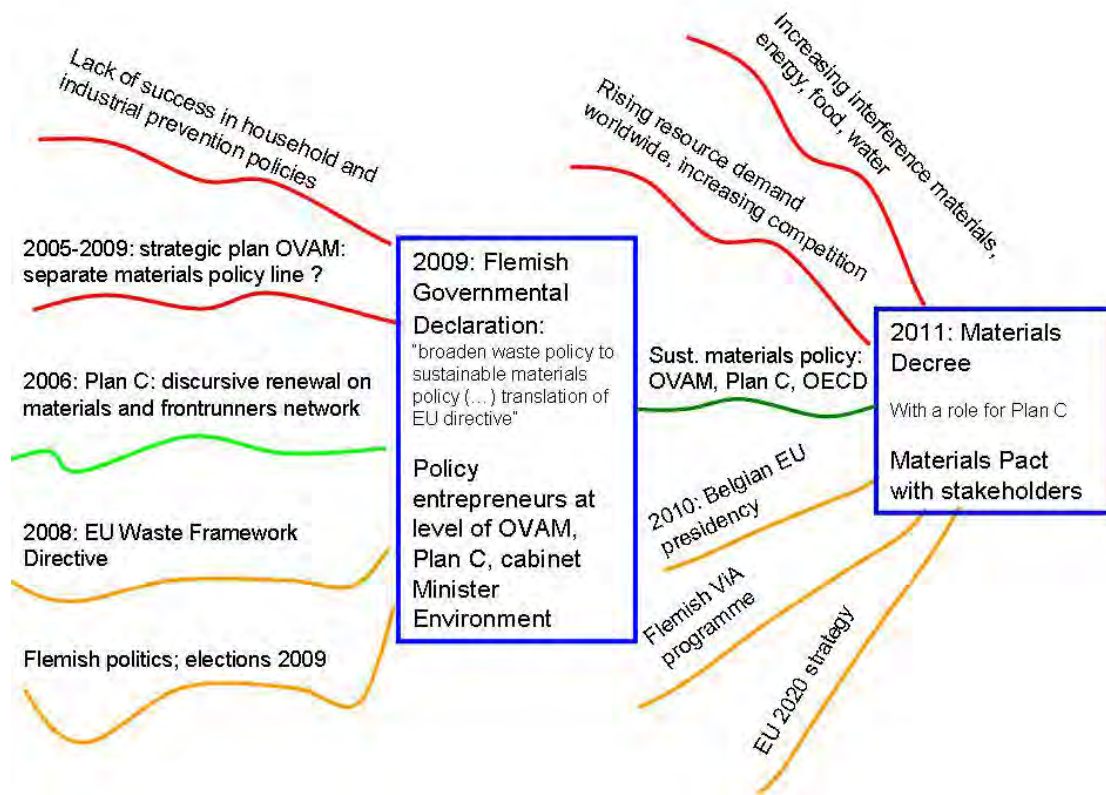 Lack of success in household and
industrial prevention policies
2005-2009: strategic plan OVAM:
separate materials policy line ?
2006: Plan C: discursive renewal on
materials and frontrunners network
2008: EU Waste Framework
Directive
Flemish politics; elections 2009
2009: Flemish
Governmental
Declaration:
"broaden waste policy to
sustainable materials
policy (...) translation of
EU directive"
Policy
entrepreneurs at
level of OVAM,
Plan C, cabinet
Minister
Environment
Increasing interference materials,
energy, food, water
Rising resource demand
worldwide, increasing competition
Sust. materials policy:
OVAM, Plan C, OECD
2010: Belgian EU
presidency
Flemish ViA
programme
EU 2020 strategy
2011: Materials
Decree
With a role for Plan C
Materials Pact
with stakeholders